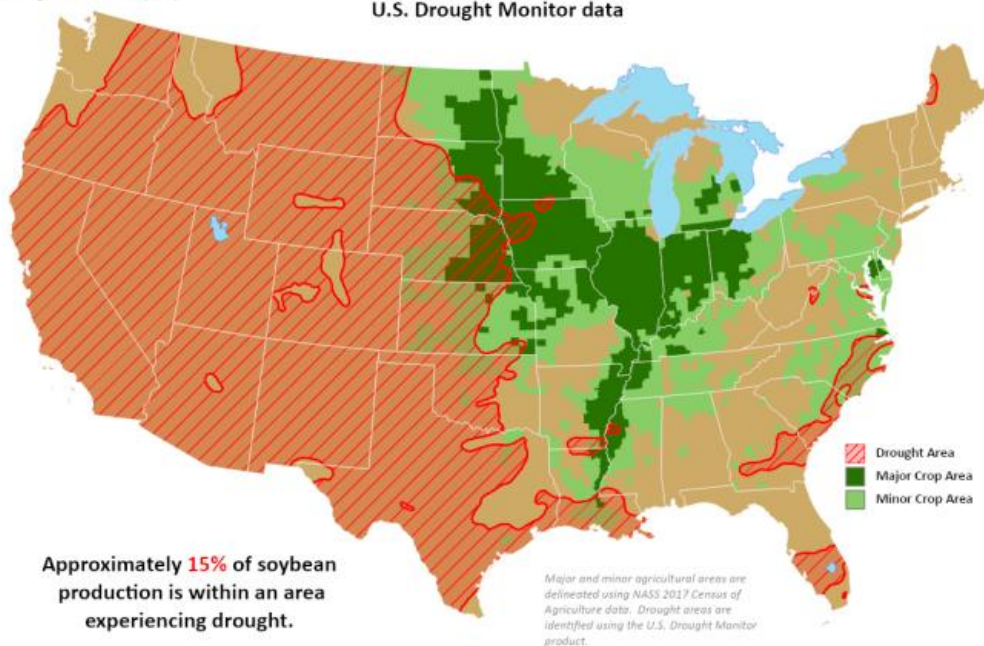 U.S. Drought Monitor data
Drought Area
Major Crop Area
Minor Crop Area
Approximately 15% of soybean
production is within an area
experiencing drought.
Major and minor agricultural areas are
delineated using NASS 2017 Census of
Agriculture data. Drought areas are
identified using the U.S. Drought Monitor
product.